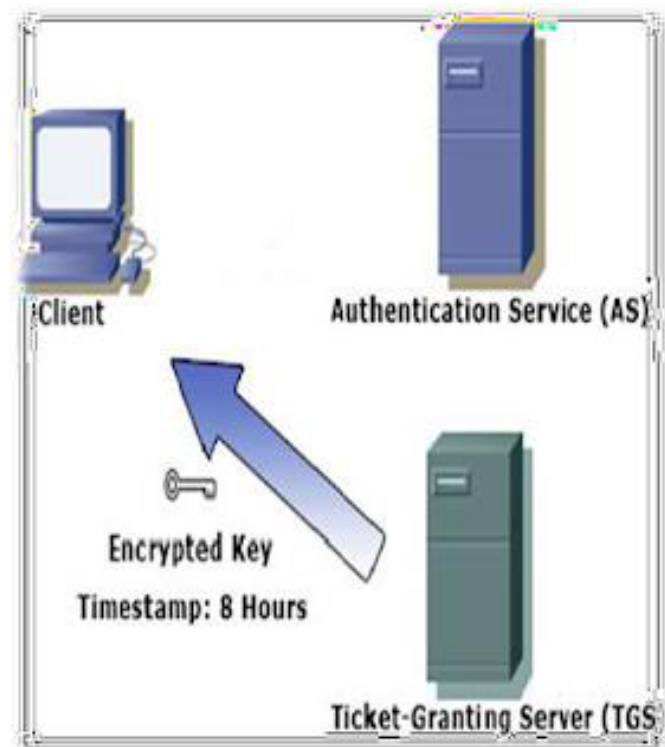 Client
Authentication Service (AS)
Encrypted Key
Timestamp: 8 Hours
Ticket-Granting Server (TGS